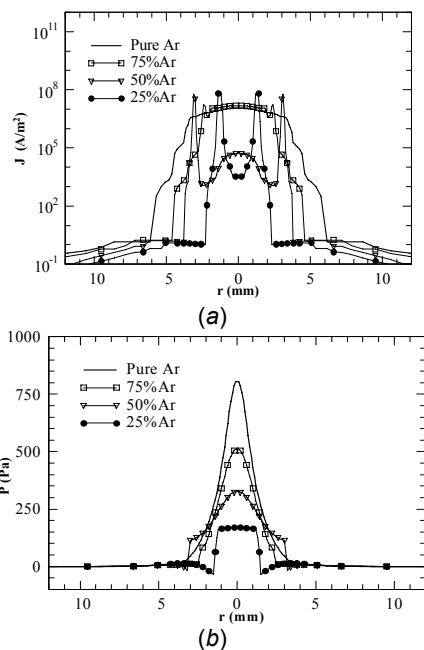 10¹¹
10⁸
10⁵
10²
10⁻¹
J (A/m²)
Pure Ar
75%Ar
50%Ar
25%Ar
10 5 0 5 10
r (mm)
(a)
1000
750
500
250
0
P (Pa)
Pure Ar
75%Ar
50%Ar
25%Ar
10 5 0 5 10
r (mm)
(b)